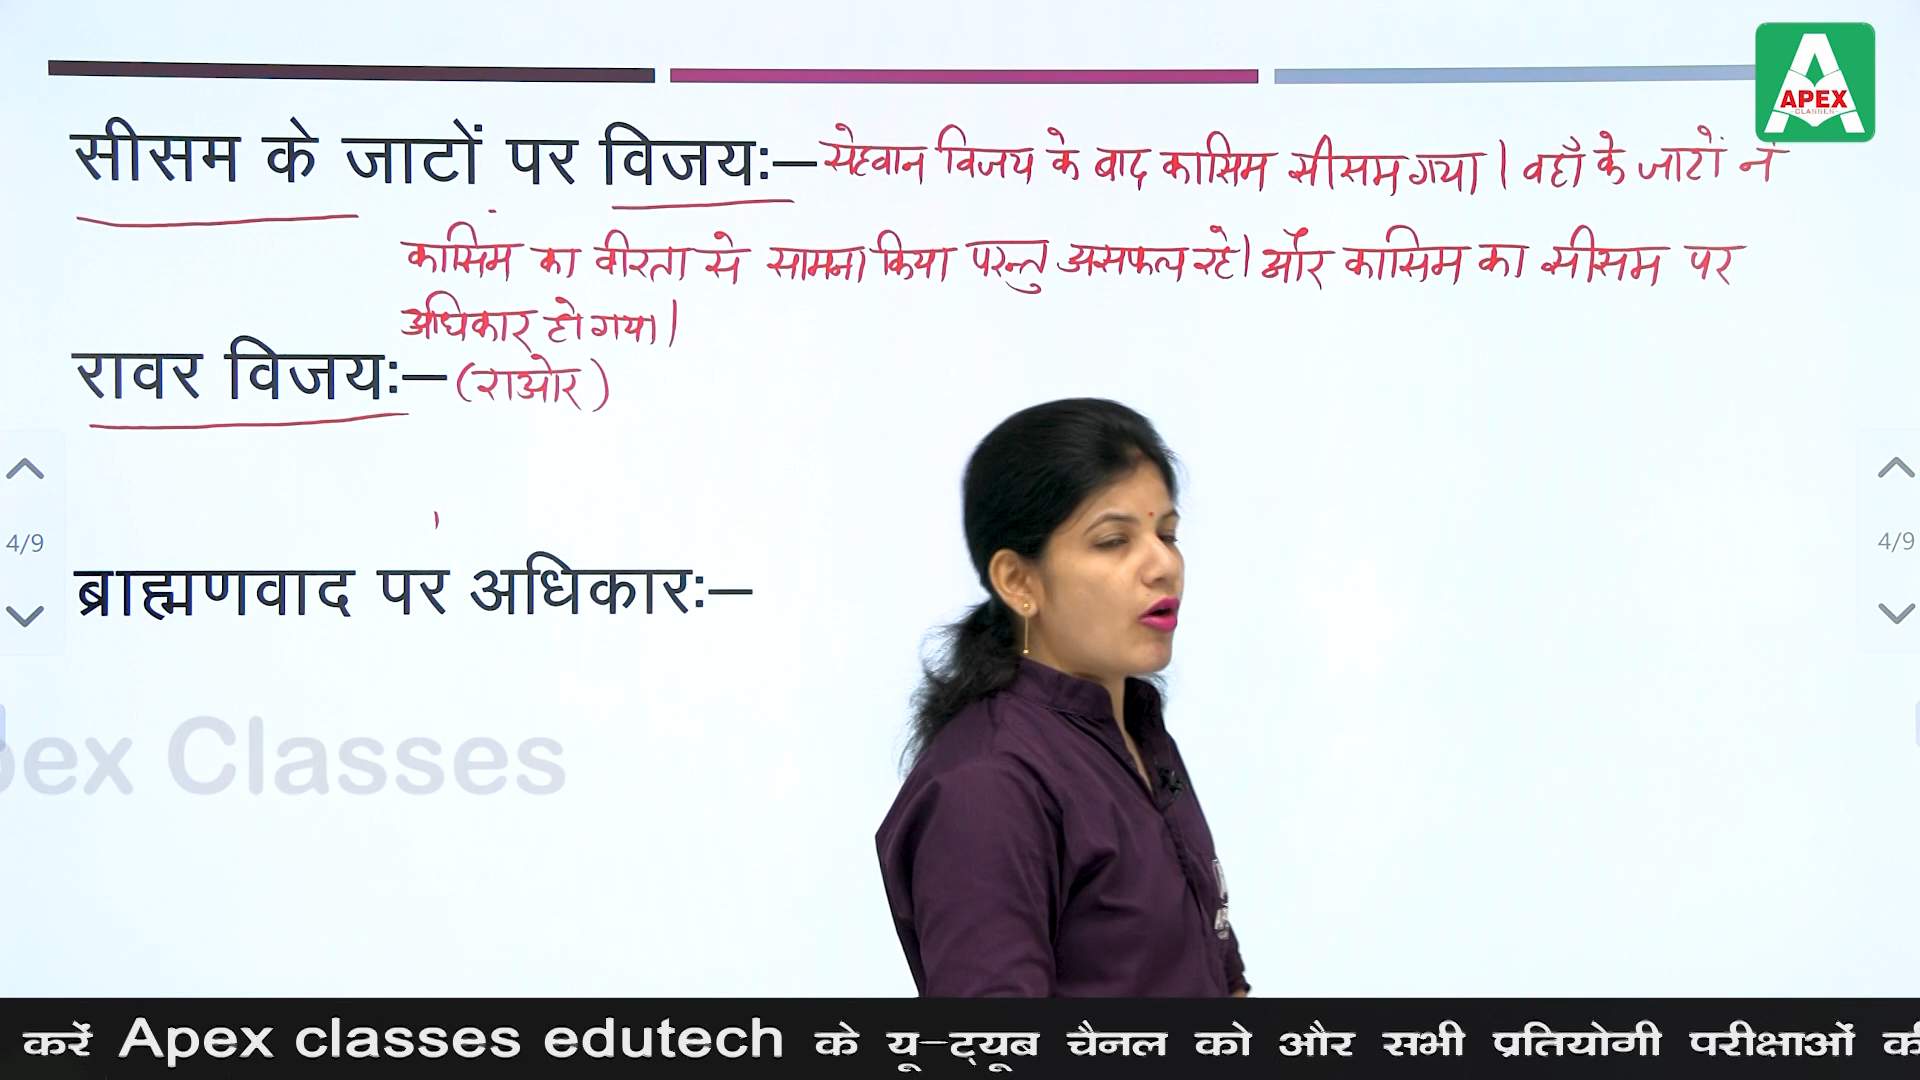 APEX
CLASSES
सीसम के जाटों पर विजयः– सेहवान विजय के बाद कासिम सीसम गया। वहाँ के जाटों ने
कासिम का वीरता से सामना किया परन्तु असफल रहे। और कासिम का सीसम पर
अधिकार हो गया।
रावर विजयः– (राओर)
4/9
4/9
ब्राह्मणवाद पर अधिकारः–
pex Classes
करें Apex classes edutech के यू–ट्यूब चैनल को और सभी प्रतियोगी परीक्षाओं की